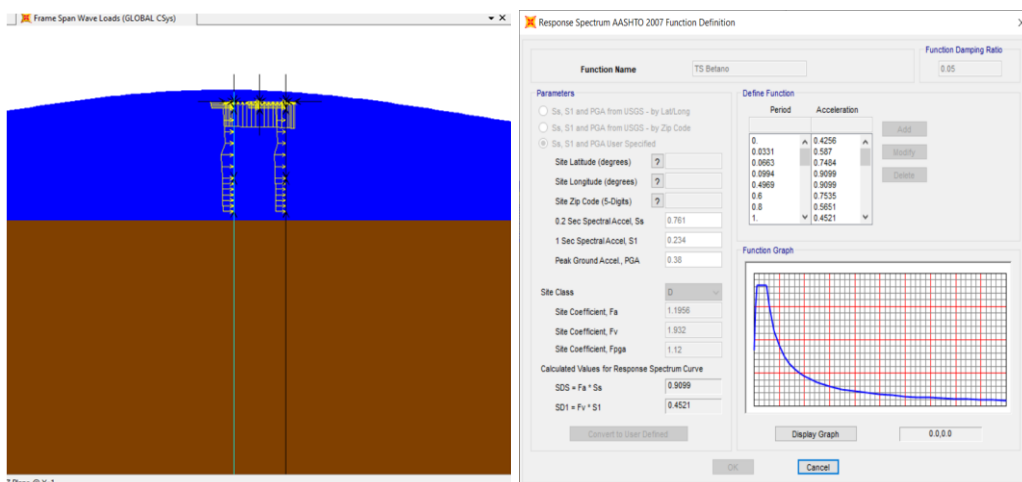 Frame Span Wave Loads (GLOBAL CSys)
Response Spectrum AASHTO 2007 Function Definition
Function Damping Ratio
Function Name TS Betano 0.05
Parameters
Sa, S1 and PGA from USGS - by Lat/Long
Sa, S1 and PGA from USGS - by Zip Code
Sa, S1 and PGA User Specified
Site Latitude (degrees) ?
Site Longitude (degrees) ?
Site Zip Code (5-Digits) ?
0.2 Sec Spectral Accel, Ss 0.761
1 Sec Spectral Accel, S1 0.234
Peak Ground Accel., PGA 0.38
Site Class D
Site Coefficient, Fa 1.1956
Site Coefficient, Fv 1.932
Site Coefficient, Fpga 1.12
Calculated Values for Response Spectrum Curve
SDS = Fa * Ss 0.9099
SD1 = Fv * S1 0.4521
Convert to User Defined
Define Function
Period Acceleration
0. 0.4256
0.0331 0.587
0.0663 0.7484
0.0994 0.9099
0.4969 0.9099
0.6 0.7535
0.8 0.5651
1. 0.4521
Add
Modify
Delete
Function Graph
Display Graph 0.0,0.0
OK Cancel